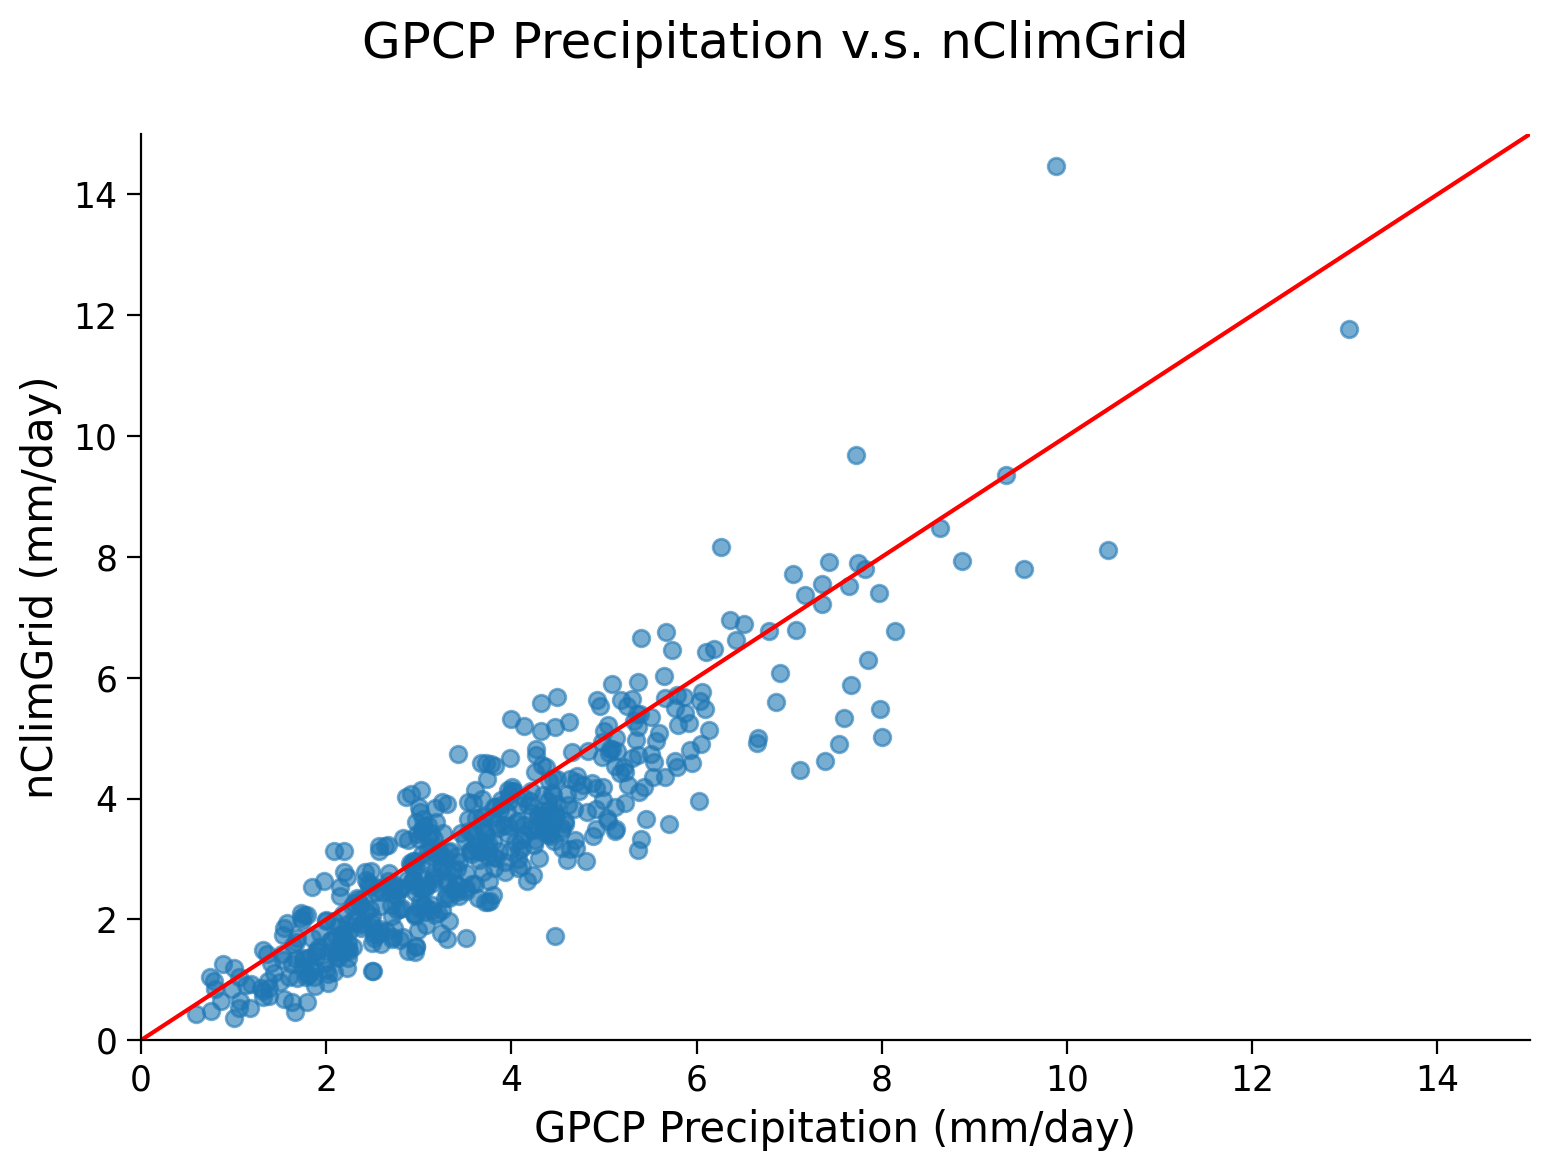 GPCP Precipitation v.s. nClimGrid
nClimGrid (mm/day)
14
12
10
8
6
4
2
0
0 2 4 6 8 10 12 14
GPCP Precipitation (mm/day)